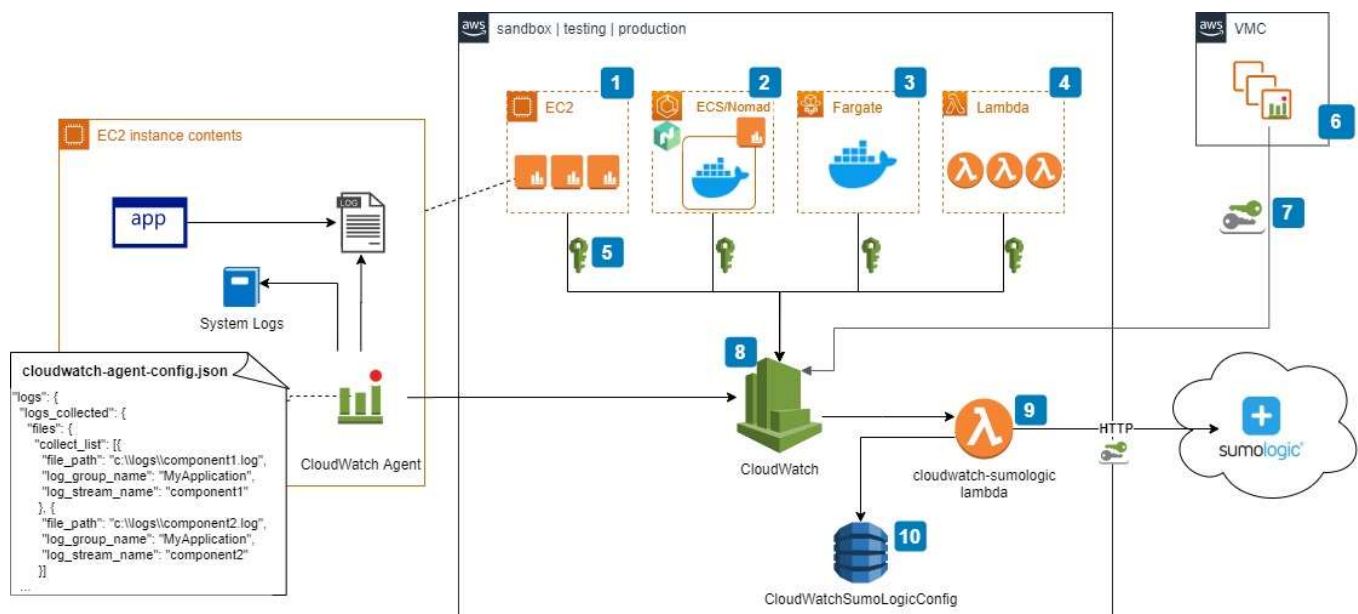 aws
sandbox | testing | production
aws
VMC
1
2
3
4
EC2
ECS/Nomad
Fargate
Lambda
6
EC2 instance contents
LOG
app
7
5
System Logs
8
cloudwatch-agent-config.json
"logs": {
"logs_collected": {
"files": {
"collect_list": [{
"file_path": "c:\\logs\\component1.log",
"log_group_name": "MyApplication",
"log_stream_name": "component1"
}, {
"file_path": "c:\\logs\\component2.log",
"log_group_name": "MyApplication",
"log_stream_name": "component2"
}]
...
CloudWatch Agent
CloudWatch
9
cloudwatch-sumologic
lambda
HTTP
sumologic
10
CloudWatchSumoLogicConfig